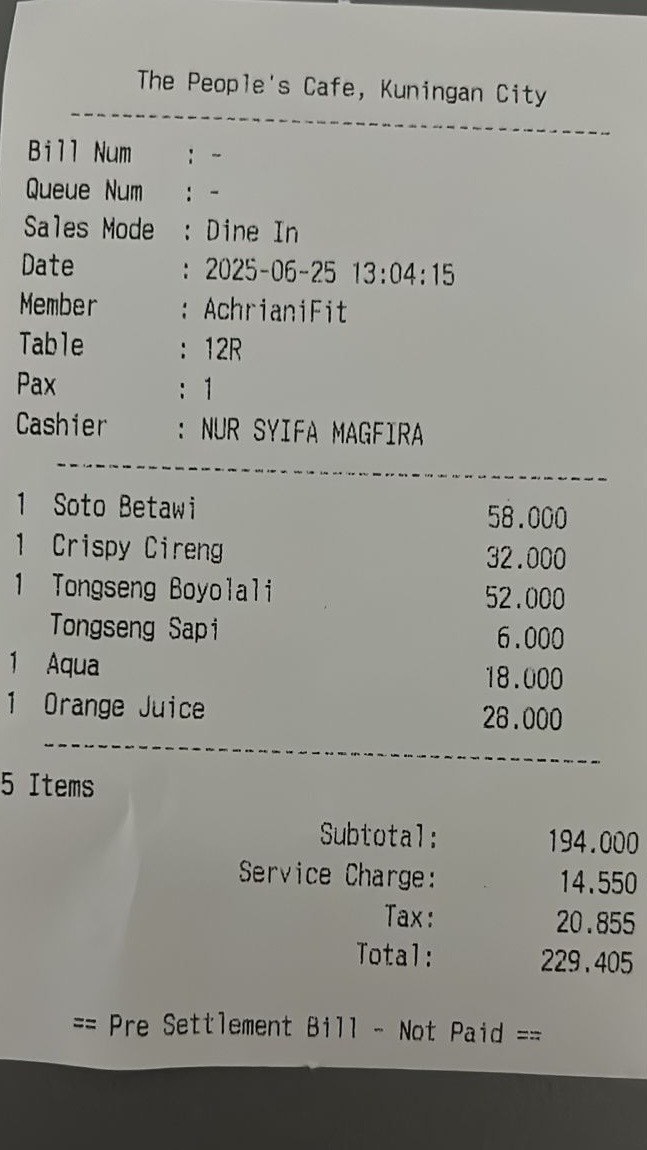 The People's Cafe, Kuningan City
Bill Num : -
Queue Num : -
Sales Mode : Dine In
Date : 2025-06-25 13:04:15
Member : AchrianiFit
Table : 12R
Pax : 1
Cashier : NUR SYIFA MAGFIRA
1 Soto Betawi 58.000
1 Crispy Cireng 32.000
1 Tongseng Boyolali 52.000
Tongseng Sapi 6.000
1 Aqua 18.000
1 Orange Juice 28.000
5 Items
Subtotal: 194.000
Service Charge: 14.550
Tax: 20.855
Total: 229.405
== Pre Settlement Bill - Not Paid ==